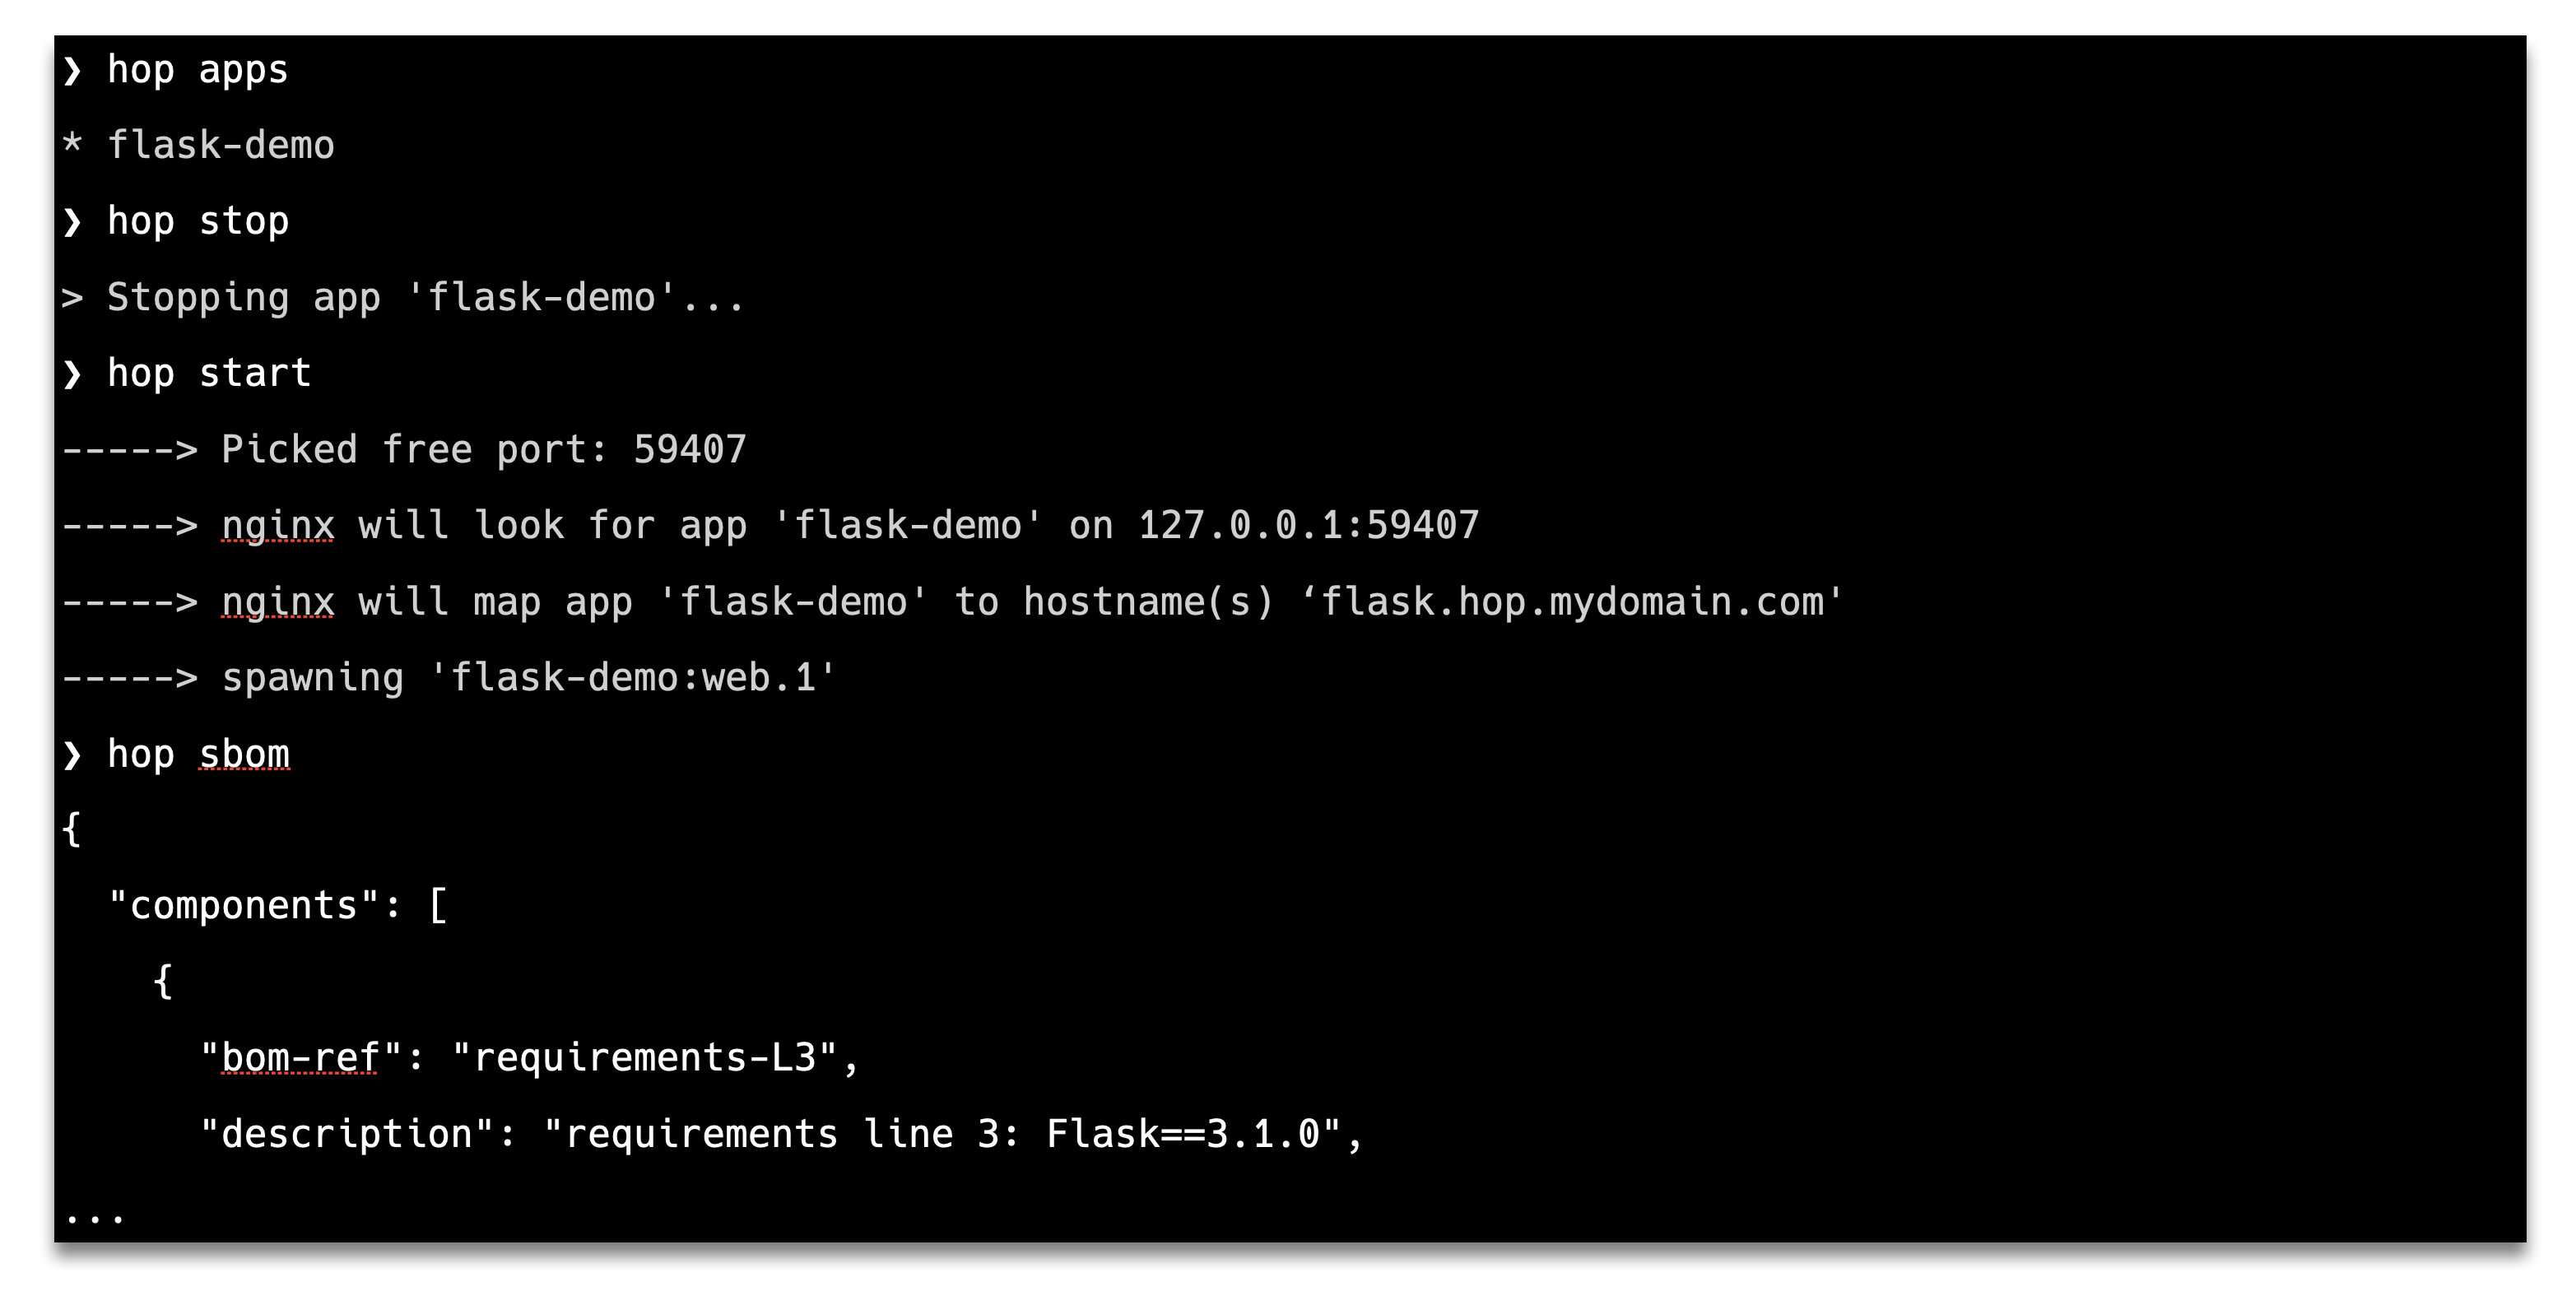 ❯ hop apps
* flask-demo
❯ hop stop
> Stopping app 'flask-demo'...
❯ hop start
-----> Picked free port: 59407
-----> nginx will look for app 'flask-demo' on 127.0.0.1:59407
-----> nginx will map app 'flask-demo' to hostname(s) ‘flask.hop.mydomain.com'
-----> spawning 'flask-demo:web.1'
❯ hop sbom
{
  "components": [
    {
      "bom-ref": "requirements-L3",
      "description": "requirements line 3: Flask==3.1.0",
...